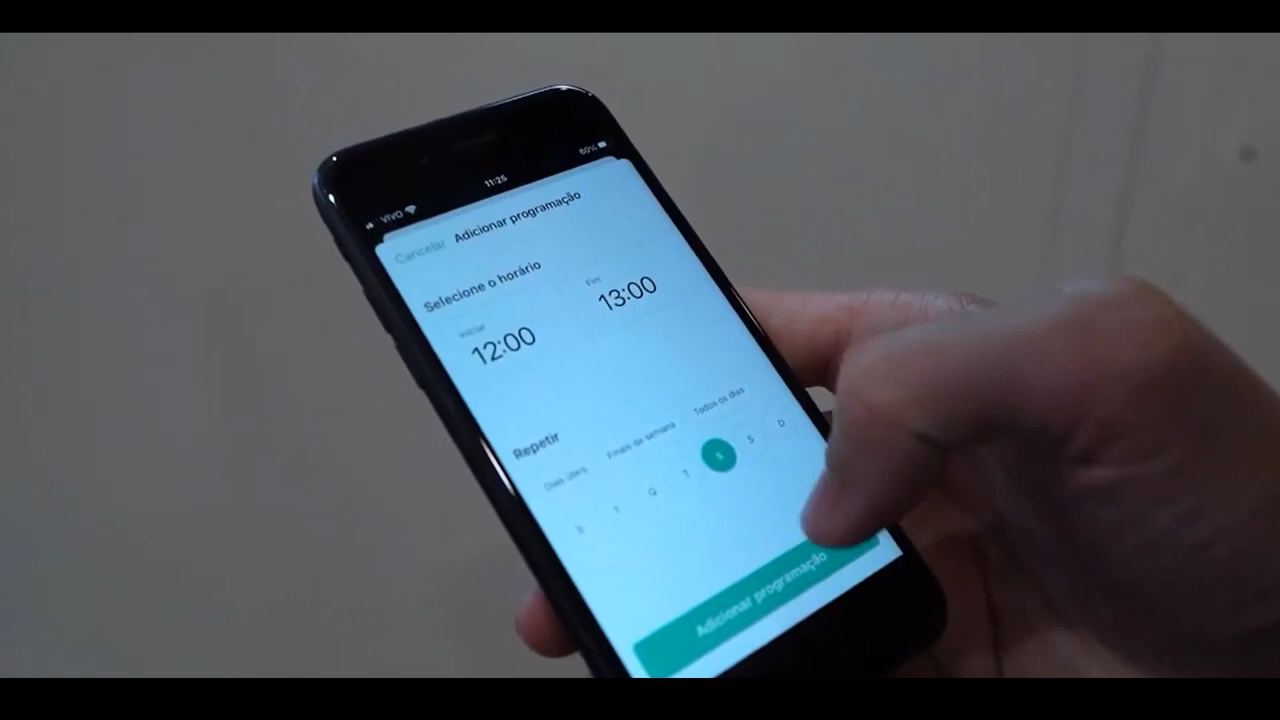 VIVO 11:25 60%
Cancelar Adicionar programação
Selecione o horário
Iniciar Fim
12:00 13:00
Repetir
Dias úteis Finais de semana Todos os dias
S T Q T S S D
Adicionar programação